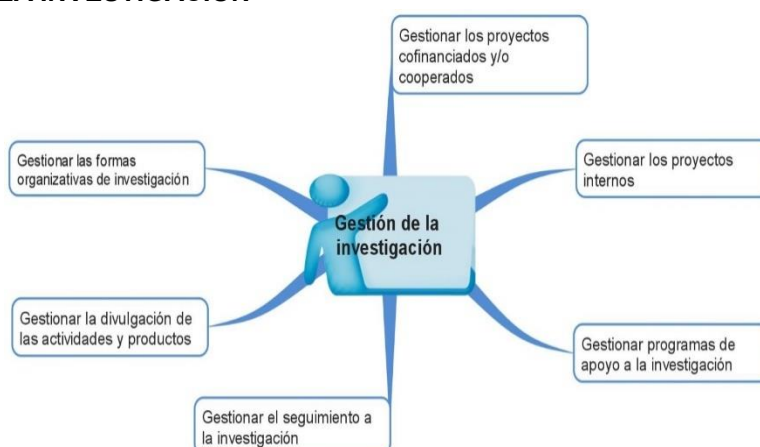 Gestionar los proyectos
cofinanciados y/o
cooperados
Gestionar las formas
organizativas de investigación
Gestionar los proyectos
internos
Gestión de la
investigación
Gestionar la divulgación de
las actividades y productos
Gestionar programas de
apoyo a la investigación
Gestionar el seguimiento a
la investigación